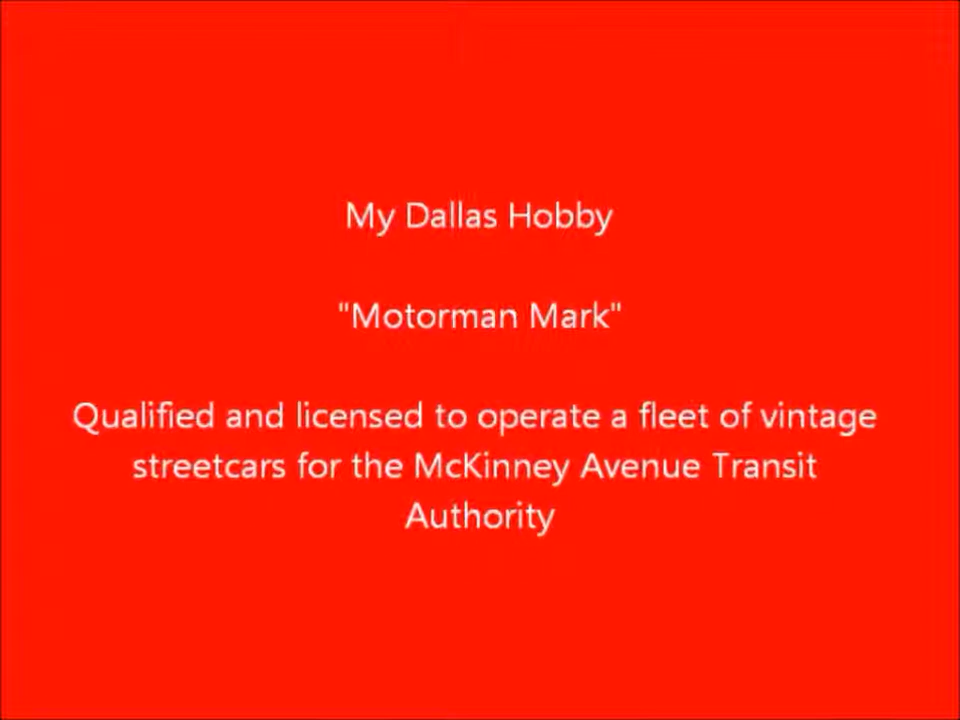 My Dallas Hobby
"Motorman Mark"
Qualified and licensed to operate a fleet of vintage
streetcars for the McKinney Avenue Transit
Authority